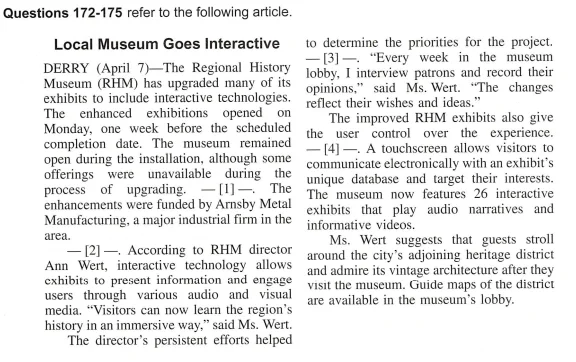 Questions 172-175 refer to the following article.
Local Museum Goes Interactive
DERRY (April 7)—The Regional History
Museum (RHM) has upgraded many of its
exhibits to include interactive technologies.
The enhanced exhibitions opened on
Monday, one week before the scheduled
completion date. The museum remained
open during the installation, although some
offerings were unavailable during the
process of upgrading. — [1] —. The
enhancements were funded by Arnsby Metal
Manufacturing, a major industrial firm in the
area.
— [2] —. According to RHM director
Ann Wert, interactive technology allows
exhibits to present information and engage
users through various audio and visual
media. “Visitors can now learn the region's
history in an immersive way,” said Ms. Wert.
The director's persistent efforts helped
to determine the priorities for the project.
— [3] —. “Every week in the museum
lobby, I interview patrons and record their
opinions,” said Ms. Wert. “The changes
reflect their wishes and ideas.”
The improved RHM exhibits also give
the user control over the experience.
— [4] —. A touchscreen allows visitors to
communicate electronically with an exhibit's
unique database and target their interests.
The museum now features 26 interactive
exhibits that play audio narratives and
informative videos.
Ms. Wert suggests that guests stroll
around the city's adjoining heritage district
and admire its vintage architecture after they
visit the museum. Guide maps of the district
are available in the museum's lobby.